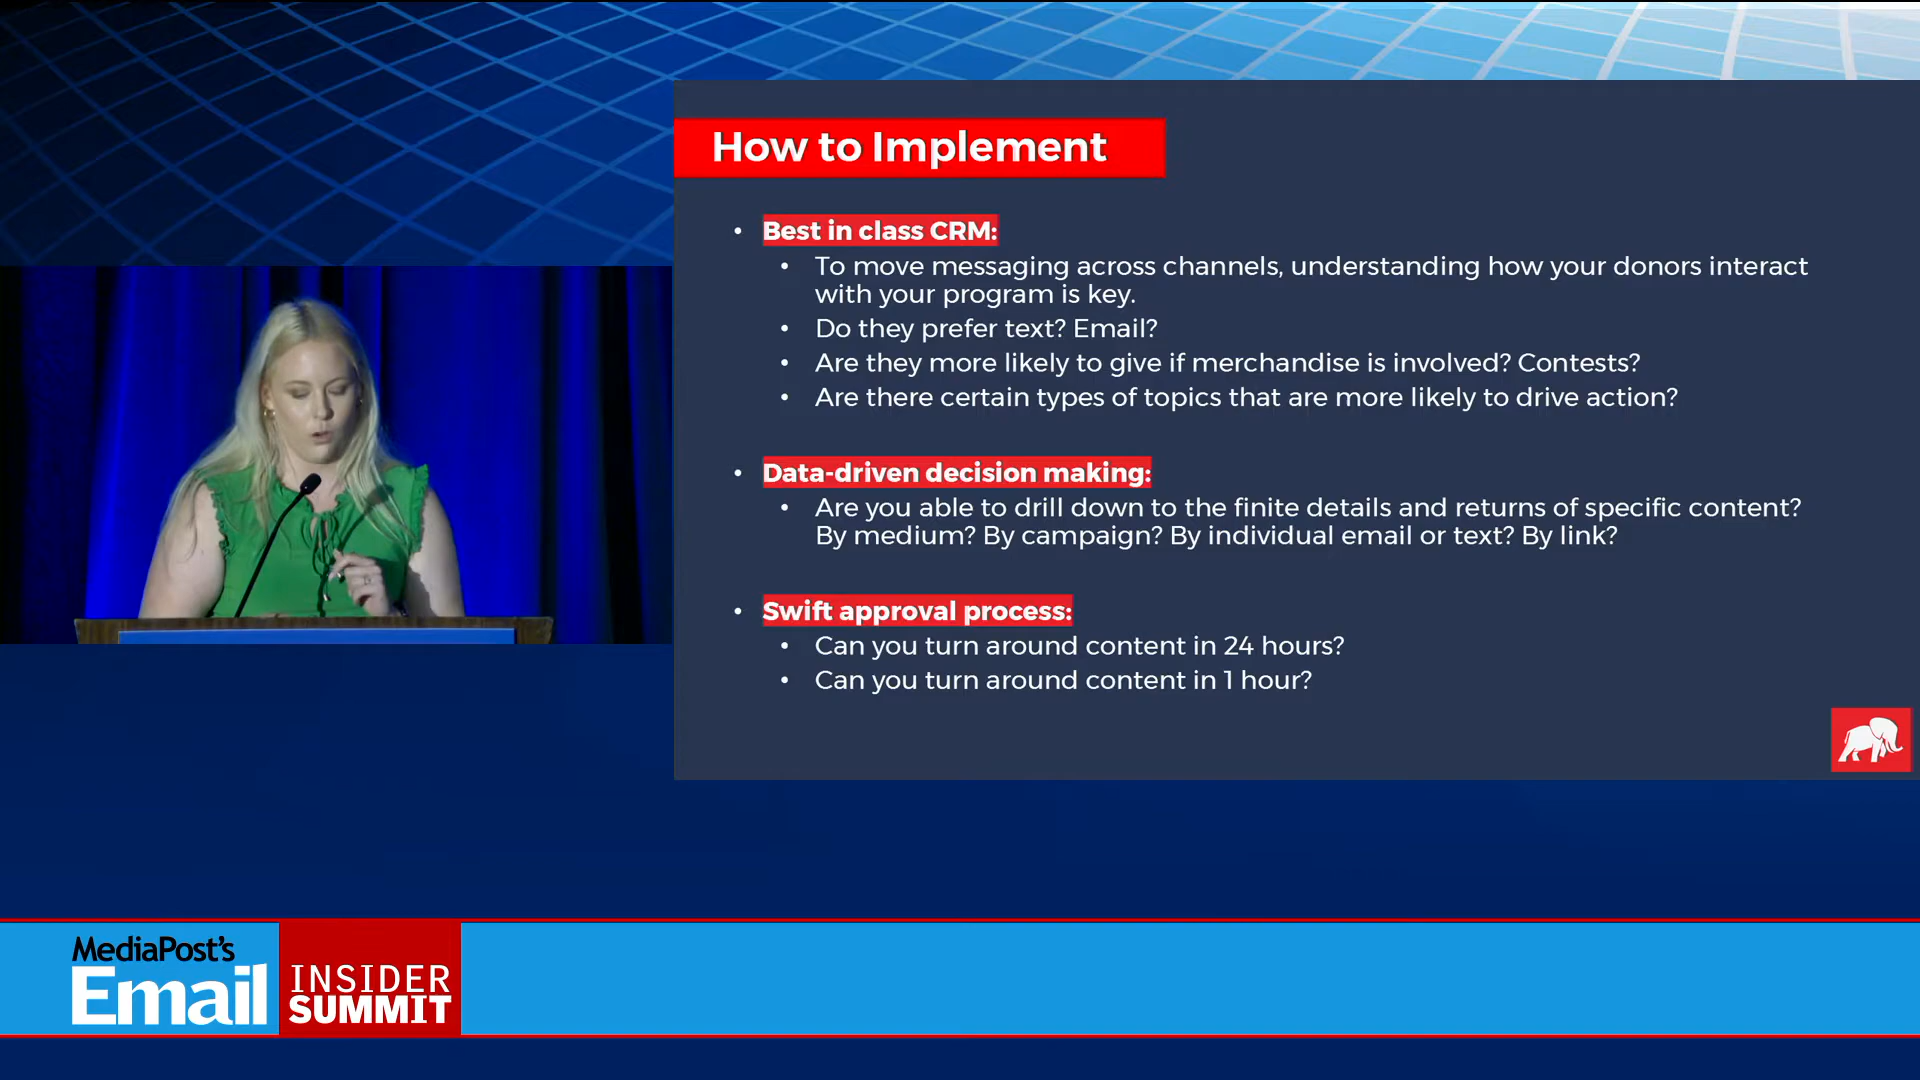 How to Implement
• Best in class CRM:
• To move messaging across channels, understanding how your donors interact
with your program is key.
• Do they prefer text? Email?
• Are they more likely to give if merchandise is involved? Contests?
• Are there certain types of topics that are more likely to drive action?
• Data-driven decision making:
• Are you able to drill down to the finite details and returns of specific content?
By medium? By campaign? By individual email or text? By link?
• Swift approval process:
• Can you turn around content in 24 hours?
• Can you turn around content in 1 hour?
MediaPost's
Email
INSIDER
SUMMIT